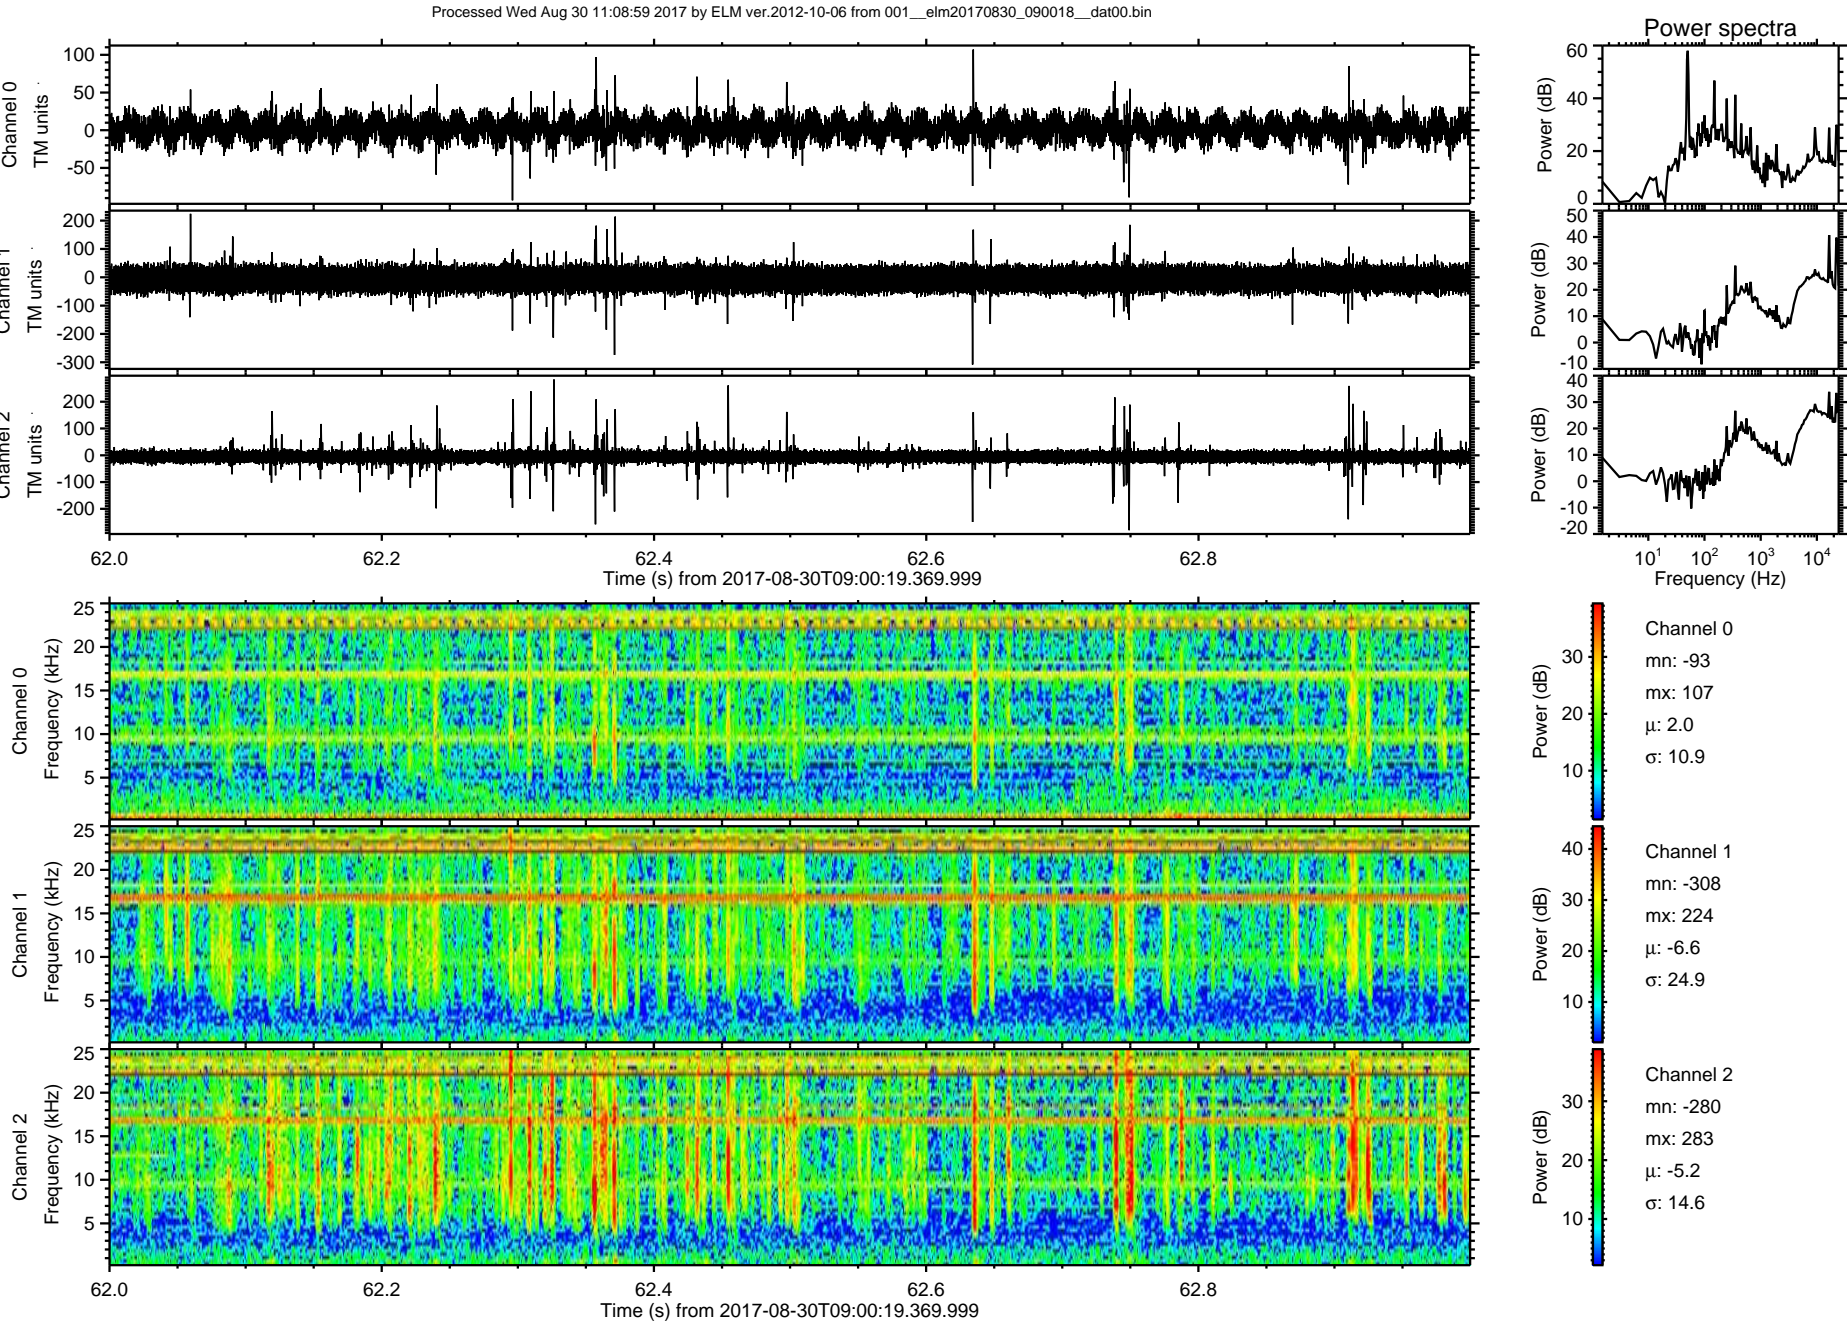 Processed Wed Aug 30 11:08:59 2017 by ELM ver.2012-10-06 from 001__elm20170830_090018__dat00.bin
Power spectra
Channel 0
TM units
100
50
0
-50
Power (dB)
60
40
20
0
Channel 1
TM units
200
100
0
-100
-200
-300
Power (dB)
50
40
30
20
10
0
-10
Channel 2
TM units
200
100
0
-100
-200
Power (dB)
40
30
20
10
0
-10
-20
62.0 62.2 62.4 62.6 62.8
Time (s) from 2017-08-30T09:00:19.369.999
10¹ 10² 10³ 10⁴
Frequency (Hz)
Channel 0
Frequency (kHz)
25
20
15
10
5
Power (dB)
30
20
10
Channel 0
mn: -93
mx: 107
μ: 2.0
σ: 10.9
Channel 1
Frequency (kHz)
25
20
15
10
5
Power (dB)
40
30
20
10
Channel 1
mn: -308
mx: 224
μ: -6.6
σ: 24.9
Channel 2
Frequency (kHz)
25
20
15
10
5
Power (dB)
30
20
10
Channel 2
mn: -280
mx: 283
μ: -5.2
σ: 14.6
62.0 62.2 62.4 62.6 62.8
Time (s) from 2017-08-30T09:00:19.369.999